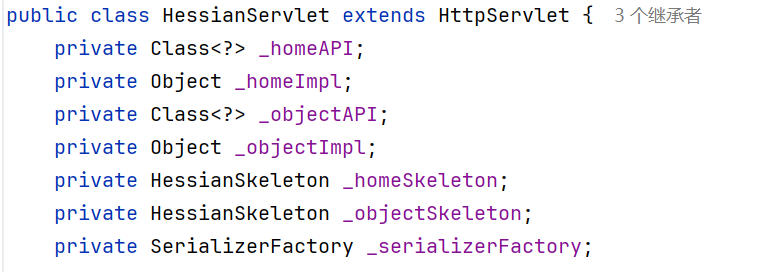 public class HessianServlet extends HttpServlet { 3 个继承者
    private Class<?> _homeAPI;
    private Object _homeImpl;
    private Class<?> _objectAPI;
    private Object _objectImpl;
    private HessianSkeleton _homeSkeleton;
    private HessianSkeleton _objectSkeleton;
    private SerializerFactory _serializerFactory;